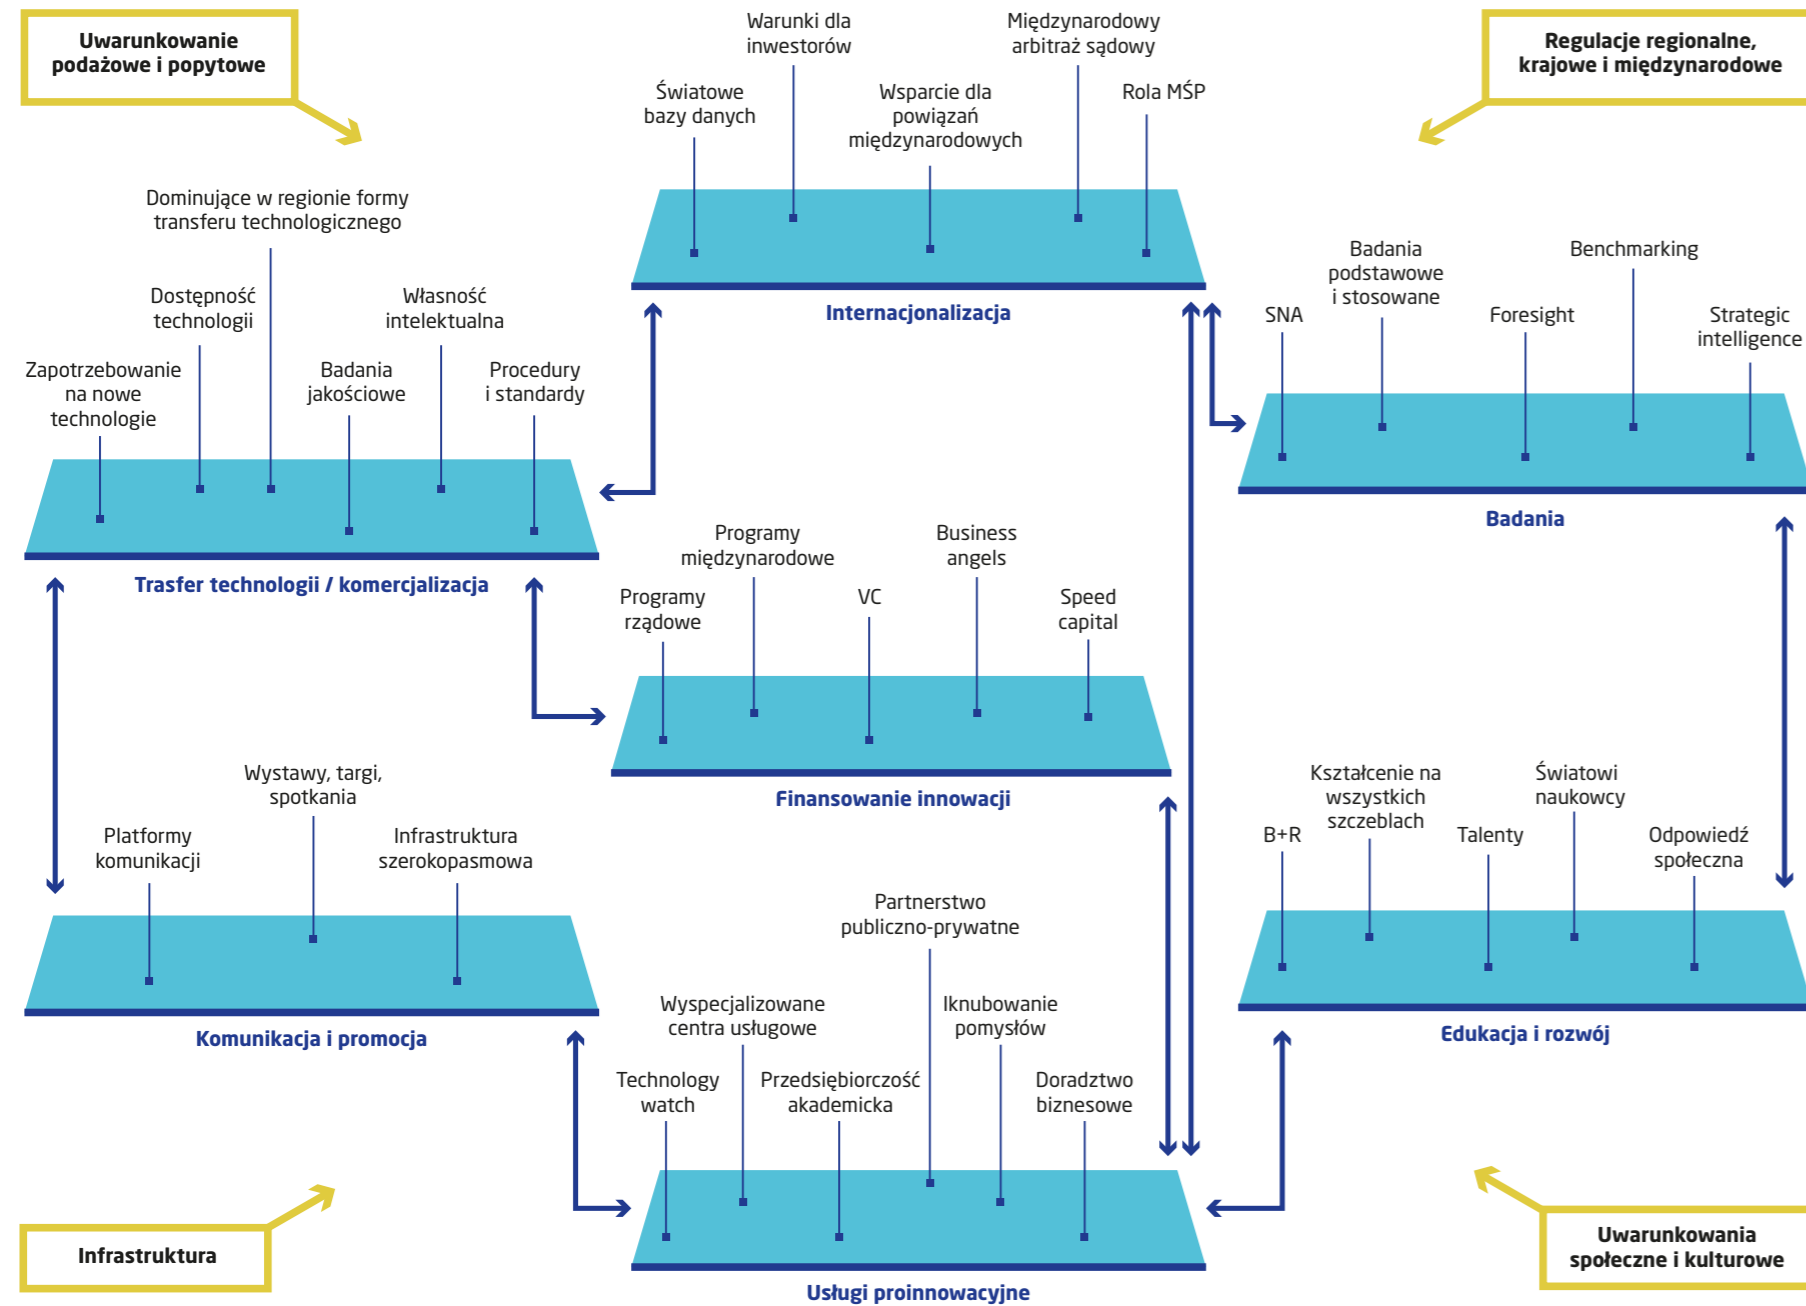 Uwarunkowanie
podażowe i popytowe
Warunki dla
inwestorów
Międzynarodowy
arbitraż sądowy
Regulacje regionalne,
krajowe i międzynarodowe
Światowe
bazy danych
Wsparcie dla
powiązań
międzynarodowych
Rola MŚP
Internacjonalizacja
Dominujące w regionie formy
transferu technologicznego
Dostępność
technologii
Własność
intelektualna
Zapotrzebowanie
na nowe
technologie
Badania
jakościowe
Procedury
i standardy
Trasfer technologii / komercjalizacja
Badania
podstawowe
i stosowane
Benchmarking
SNA
Foresight
Strategic
intelligence
Badania
Programy
międzynarodowe
Business
angels
Programy
rządowe
VC
Speed
capital
Finansowanie innowacji
Wystawy, targi,
spotkania
Platformy
komunikacji
Infrastruktura
szerokopasmowa
Komunikacja i promocja
Kształcenie na
wszystkich
szczeblach
Światowi
naukowcy
B+R
Talenty
Odpowiedź
społeczna
Edukacja i rozwój
Partnerstwo
publiczno-prywatne
Wyspecjalizowane
centra usługowe
Iknubowanie
pomysłów
Technology
watch
Przedsiębiorczość
akademicka
Doradztwo
biznesowe
Usługi proinnowacyjne
Infrastruktura
Uwarunkowania
społeczne i kulturowe